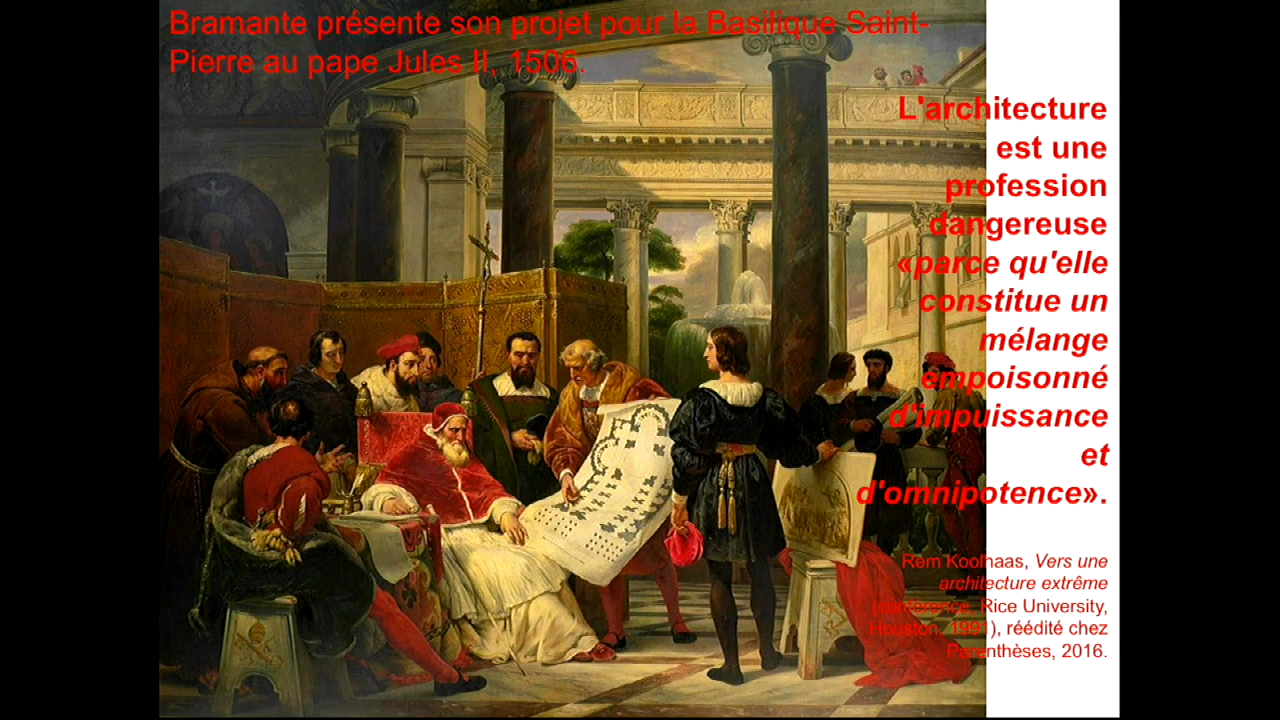 Bramante présente son projet pour la Basilique Saint-
Pierre au pape Jules II, 1506.
L'architecture
est une
profession
dangereuse
«parce qu'elle
constitue un
mélange
empoisonné
d'impuissance
et
d'omnipotence».
Rem Koolhaas, Vers une
architecture extrême
(conférence, Rice University,
Houston, 1991), réédité chez
Parenthèses, 2016.